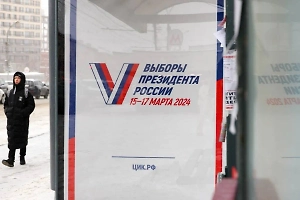 ВЫБОРЫ
ПРЕЗИДЕНТА
РОССИИ
15–17 МАРТА 2024
ЦИК.РФ